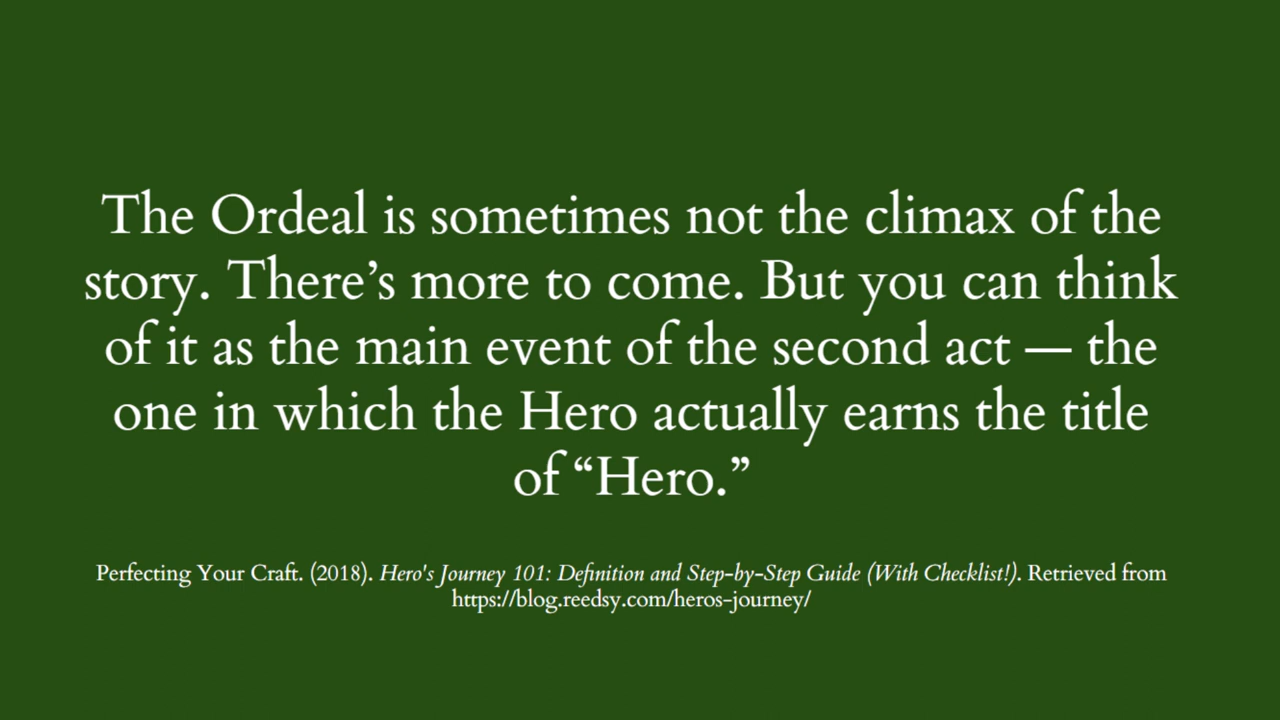 The Ordeal is sometimes not the climax of the
story. There’s more to come. But you can think
of it as the main event of the second act — the
one in which the Hero actually earns the title
of “Hero.”
Perfecting Your Craft. (2018). Hero's Journey 101: Definition and Step-by-Step Guide (With Checklist!). Retrieved from
https://blog.reedsy.com/heros-journey/